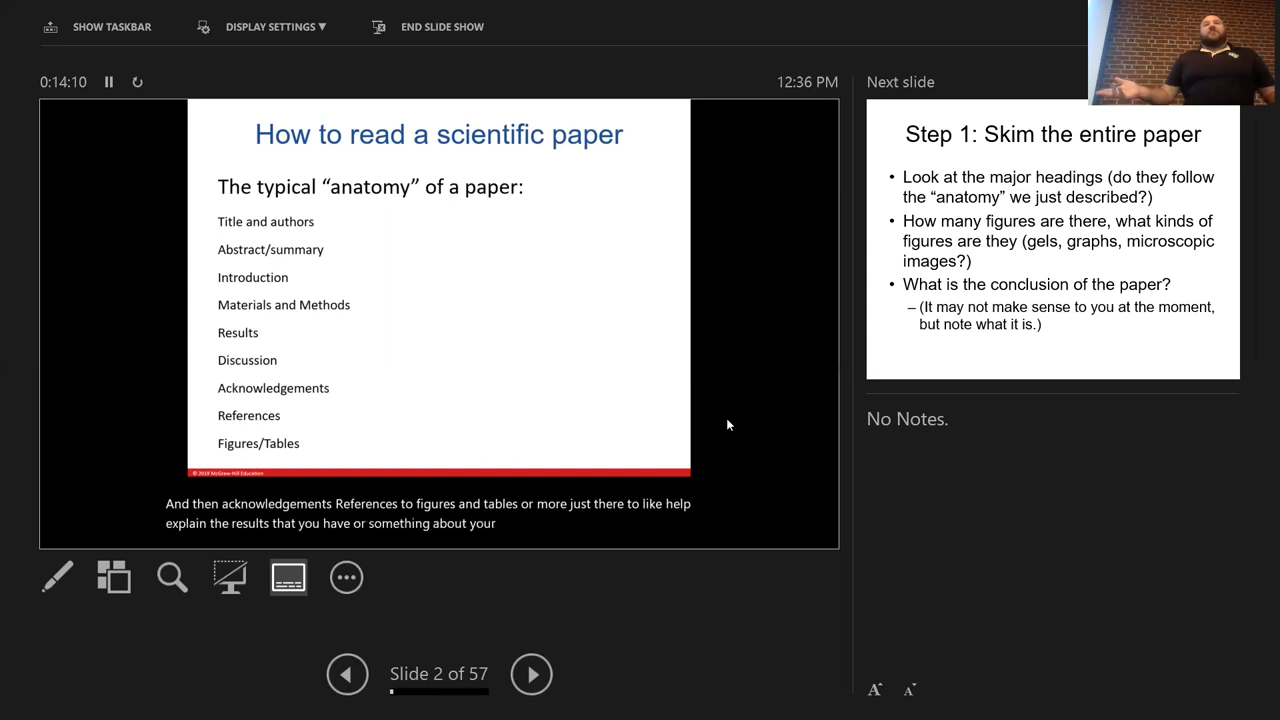 SHOW TASKBAR
DISPLAY SETTINGS ▼
END SLIDE SHOW
0:14:10
12:36 PM
How to read a scientific paper
The typical “anatomy” of a paper:
Title and authors
Abstract/summary
Introduction
Materials and Methods
Results
Discussion
Acknowledgements
References
Figures/Tables
© 2019 McGraw-Hill Education
And then acknowledgements References to figures and tables or more just there to like help
explain the results that you have or something about your
Slide 2 of 57
Next slide
Step 1: Skim the entire paper
• Look at the major headings (do they follow
the “anatomy” we just described?)
• How many figures are there, what kinds of
figures are they (gels, graphs, microscopic
images?)
• What is the conclusion of the paper?
– (It may not make sense to you at the moment,
but note what it is.)
No Notes.
A A